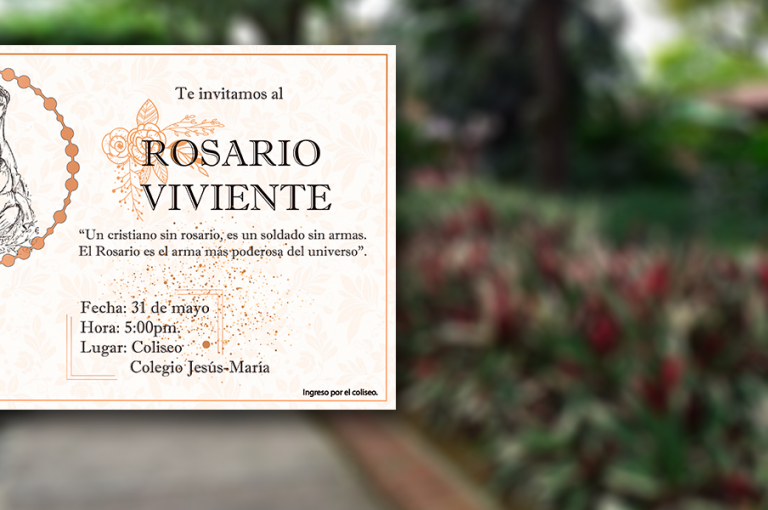 Te invitamos al
ROSARIO
VIVIENTE
“Un cristiano sin rosario, es un soldado sin armas.
El Rosario es el arma más poderosa del universo”.
Fecha: 31 de mayo
Hora: 5:00pm.
Lugar: Coliseo
Colegio Jesús-María
Ingreso por el coliseo.